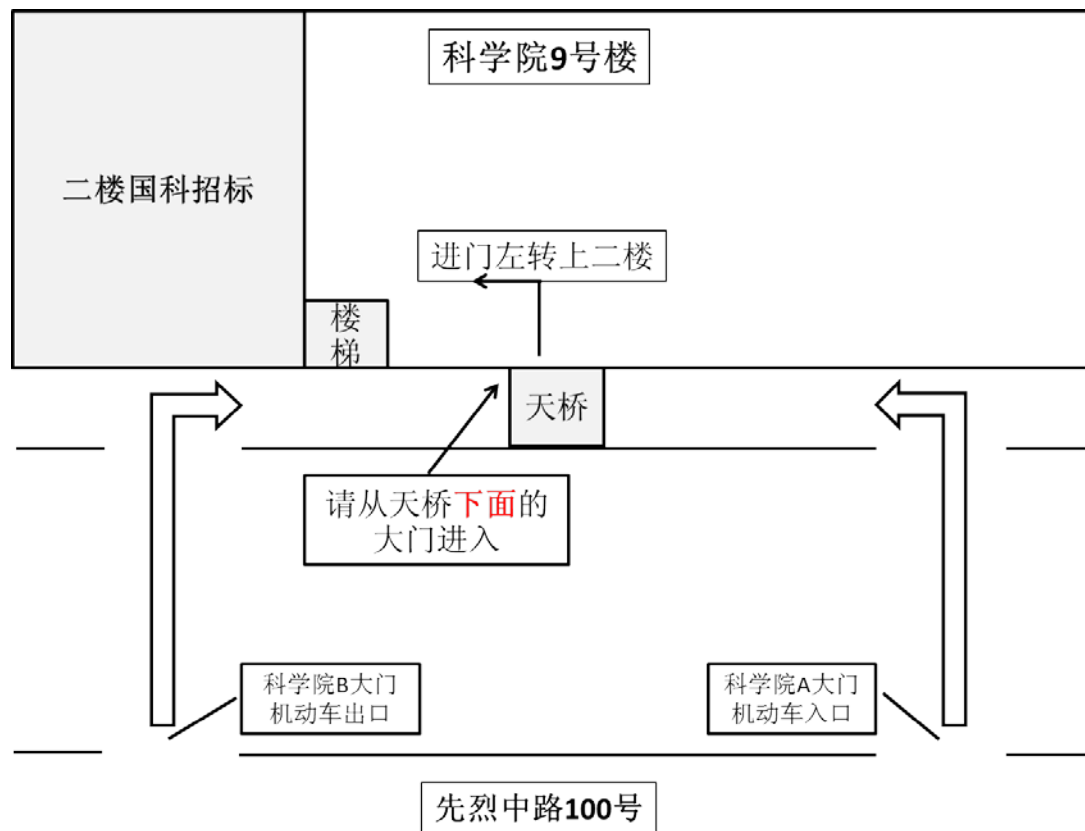 科学院9号楼
二楼国科招标
进门左转上二楼
楼
梯
天桥
请从天桥下面的
大门进入
科学院B大门
机动车出口
科学院A大门
机动车入口
先烈中路100号